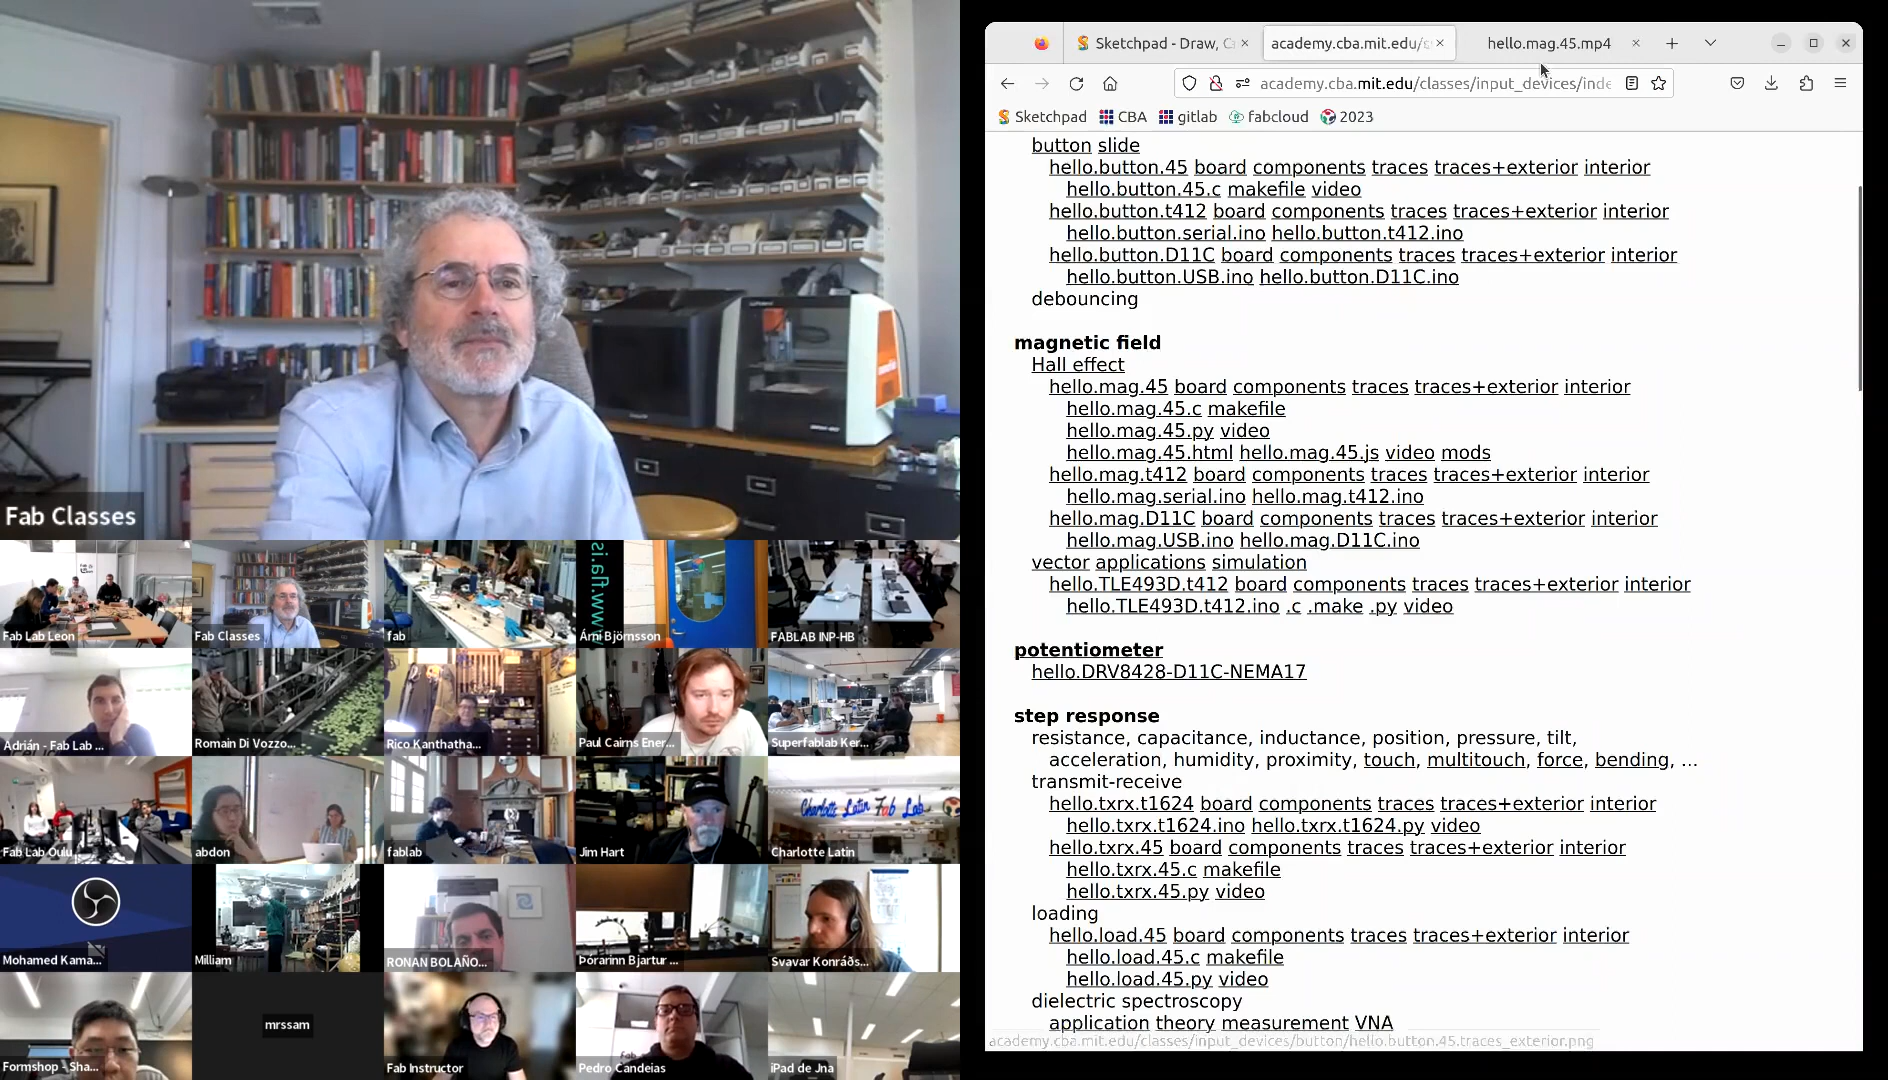 Fab Classes
Fab Lab Leon
Fab Classes
fab
www.fla.is
Árni Björnsson
FABLAB INP-HB
Adrián - Fab Lab ...
Romain Di Vozzo...
Rico Kanthatha...
Paul Cairns Ener...
Superfablab Ker...
Fab Lab Oulu
abdon
fablab
Jim Hart
Charlotte Latin Fab Lab
Charlotte Latin
Mohamed Kama...
Milliam
RONAN BOLAÑO...
Þórarinn Bjartur ...
Svavar Konráðs...
Formshop - Sha...
mrssam
Fab Instructor
Pedro Candeias
iPad de Jna
Sketchpad - Draw, C
academy.cba.mit.edu/
hello.mag.45.mp4
academy.cba.mit.edu/classes/input_devices/inde
Sketchpad CBA gitlab fabcloud 2023
button slide
hello.button.45 board components traces traces+exterior interior
hello.button.45.c makefile video
hello.button.t412 board components traces traces+exterior interior
hello.button.serial.ino hello.button.t412.ino
hello.button.D11C board components traces traces+exterior interior
hello.button.USB.ino hello.button.D11C.ino
debouncing
magnetic field
Hall effect
hello.mag.45 board components traces traces+exterior interior
hello.mag.45.c makefile
hello.mag.45.py video
hello.mag.45.html hello.mag.45.js video mods
hello.mag.t412 board components traces traces+exterior interior
hello.mag.serial.ino hello.mag.t412.ino
hello.mag.D11C board components traces traces+exterior interior
hello.mag.USB.ino hello.mag.D11C.ino
vector applications simulation
hello.TLE493D.t412 board components traces traces+exterior interior
hello.TLE493D.t412.ino .c .make .py video
potentiometer
hello.DRV8428-D11C-NEMA17
step response
resistance, capacitance, inductance, position, pressure, tilt,
acceleration, humidity, proximity, touch, multitouch, force, bending, ...
transmit-receive
hello.txrx.t1624 board components traces traces+exterior interior
hello.txrx.t1624.ino hello.txrx.t1624.py video
hello.txrx.45 board components traces traces+exterior interior
hello.txrx.45.c makefile
hello.txrx.45.py video
loading
hello.load.45 board components traces traces+exterior interior
hello.load.45.c makefile
hello.load.45.py video
dielectric spectroscopy
application theory measurement VNA
academy.cba.mit.edu/classes/input_devices/button/hello.button.45.traces_exterior.png